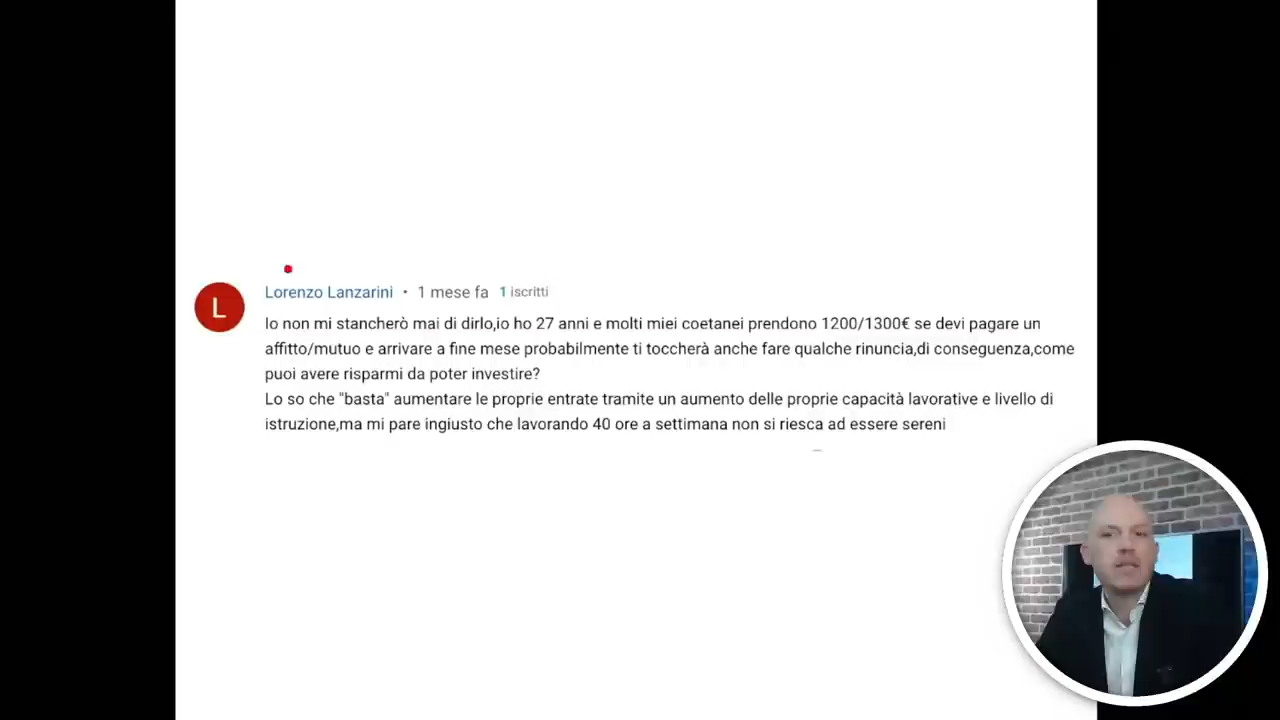 L
Lorenzo Lanzarini • 1 mese fa 1 iscritti
Io non mi stancherò mai di dirlo,io ho 27 anni e molti miei coetanei prendono 1200/1300€ se devi pagare un
affitto/mutuo e arrivare a fine mese probabilmente ti toccherà anche fare qualche rinuncia,di conseguenza,come
puoi avere risparmi da poter investire?
Lo so che "basta" aumentare le proprie entrate tramite un aumento delle proprie capacità lavorative e livello di
istruzione,ma mi pare ingiusto che lavorando 40 ore a settimana non si riesca ad essere sereni